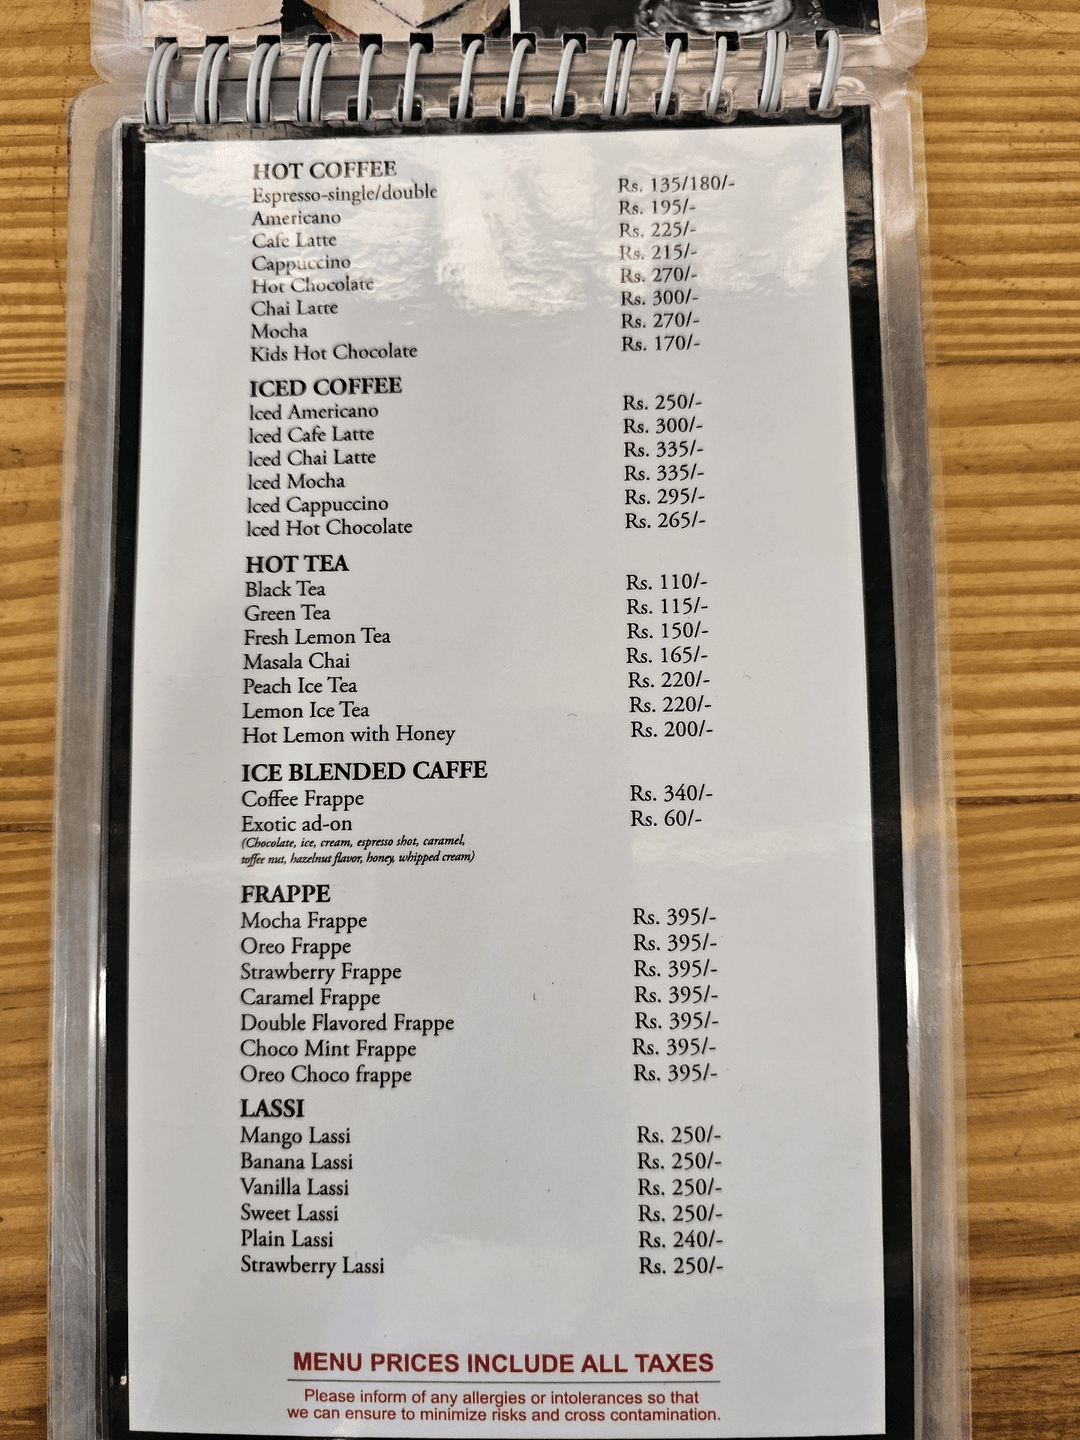 HOT COFFEE
Espresso-single/double Rs. 135/180/-
Americano Rs. 195/-
Cafe Latte Rs. 225/-
Cappuccino Rs. 215/-
Hot Chocolate Rs. 270/-
Chai Latte Rs. 300/-
Mocha Rs. 270/-
Kids Hot Chocolate Rs. 170/-
ICED COFFEE
Iced Americano Rs. 250/-
Iced Cafe Latte Rs. 300/-
Iced Chai Latte Rs. 335/-
Iced Mocha Rs. 335/-
Iced Cappuccino Rs. 295/-
Iced Hot Chocolate Rs. 265/-
HOT TEA
Black Tea Rs. 110/-
Green Tea Rs. 115/-
Fresh Lemon Tea Rs. 150/-
Masala Chai Rs. 165/-
Peach Ice Tea Rs. 220/-
Lemon Ice Tea Rs. 220/-
Hot Lemon with Honey Rs. 200/-
ICE BLENDED CAFFE
Coffee Frappe Rs. 340/-
Exotic ad-on Rs. 60/-
(Chocolate, ice, cream, espresso shot, caramel,
toffee nut, hazelnut flavor, honey, whipped cream)
FRAPPE
Mocha Frappe Rs. 395/-
Oreo Frappe Rs. 395/-
Strawberry Frappe Rs. 395/-
Caramel Frappe Rs. 395/-
Double Flavored Frappe Rs. 395/-
Choco Mint Frappe Rs. 395/-
Oreo Choco frappe Rs. 395/-
LASSI
Mango Lassi Rs. 250/-
Banana Lassi Rs. 250/-
Vanilla Lassi Rs. 250/-
Sweet Lassi Rs. 250/-
Plain Lassi Rs. 240/-
Strawberry Lassi Rs. 250/-
MENU PRICES INCLUDE ALL TAXES
Please inform of any allergies or intolerances so that
we can ensure to minimize risks and cross contamination.